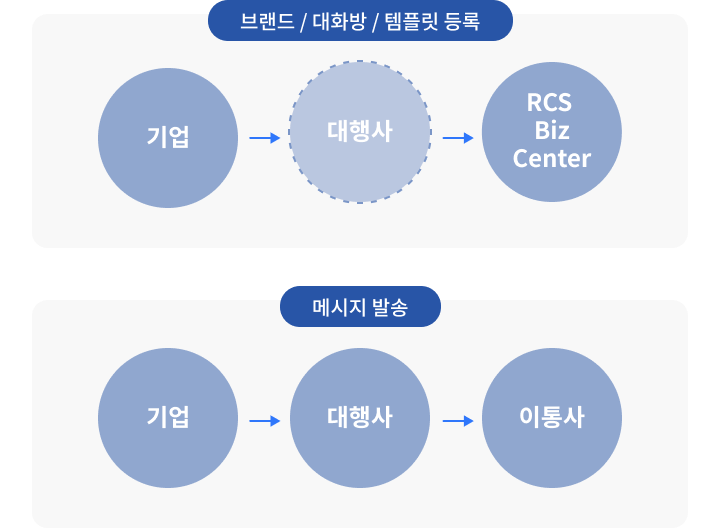 브랜드 / 대화방 / 템플릿 등록
기업
대행사
RCS
Biz
Center
메시지 발송
기업
대행사
이통사